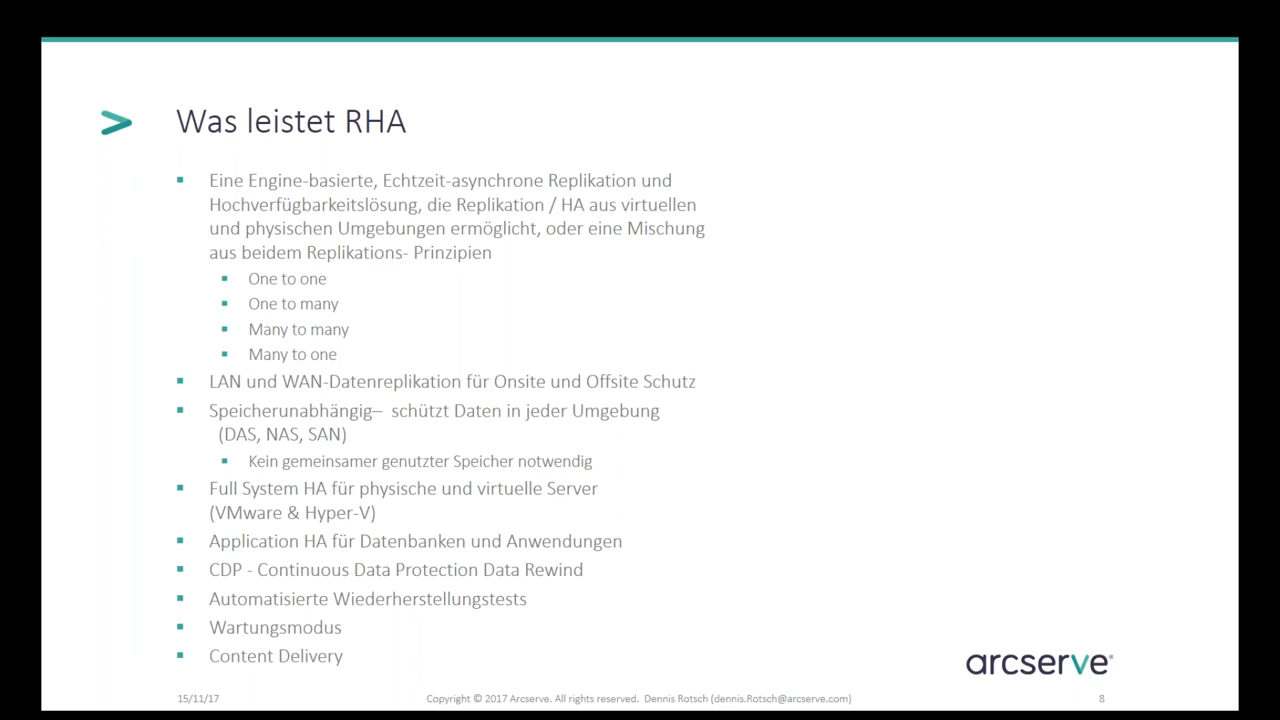 Was leistet RHA
Eine Engine-basierte, Echtzeit-asynchrone Replikation und
Hochverfügbarkeitslösung, die Replikation / HA aus virtuellen
und physischen Umgebungen ermöglicht, oder eine Mischung
aus beidem Replikations- Prinzipien
One to one
One to many
Many to many
Many to one
LAN und WAN-Datenreplikation für Onsite und Offsite Schutz
Speicherunabhängig– schützt Daten in jeder Umgebung
(DAS, NAS, SAN)
Kein gemeinsamer genutzter Speicher notwendig
Full System HA für physische und virtuelle Server
(VMware & Hyper-V)
Application HA für Datenbanken und Anwendungen
CDP - Continuous Data Protection Data Rewind
Automatisierte Wiederherstellungstests
Wartungsmodus
Content Delivery
arcserve®
15/11/17
Copyright © 2017 Arcserve. All rights reserved. Dennis Rotsch (dennis.Rotsch@arcserve.com)
8